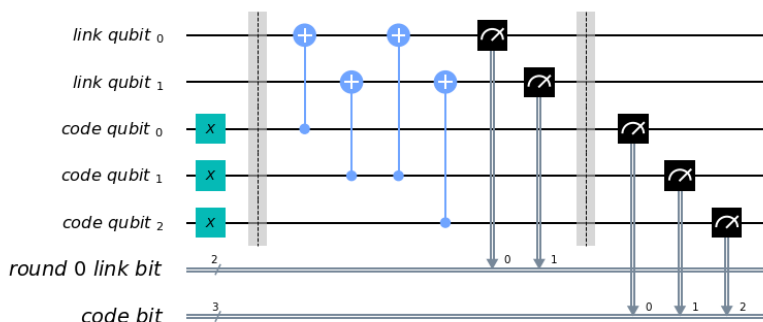 link qubit 0
link qubit 1
code qubit 0
X
code qubit 1
X
code qubit 2
X
round 0 link bit
2
0
1
code bit
3
0
1
2